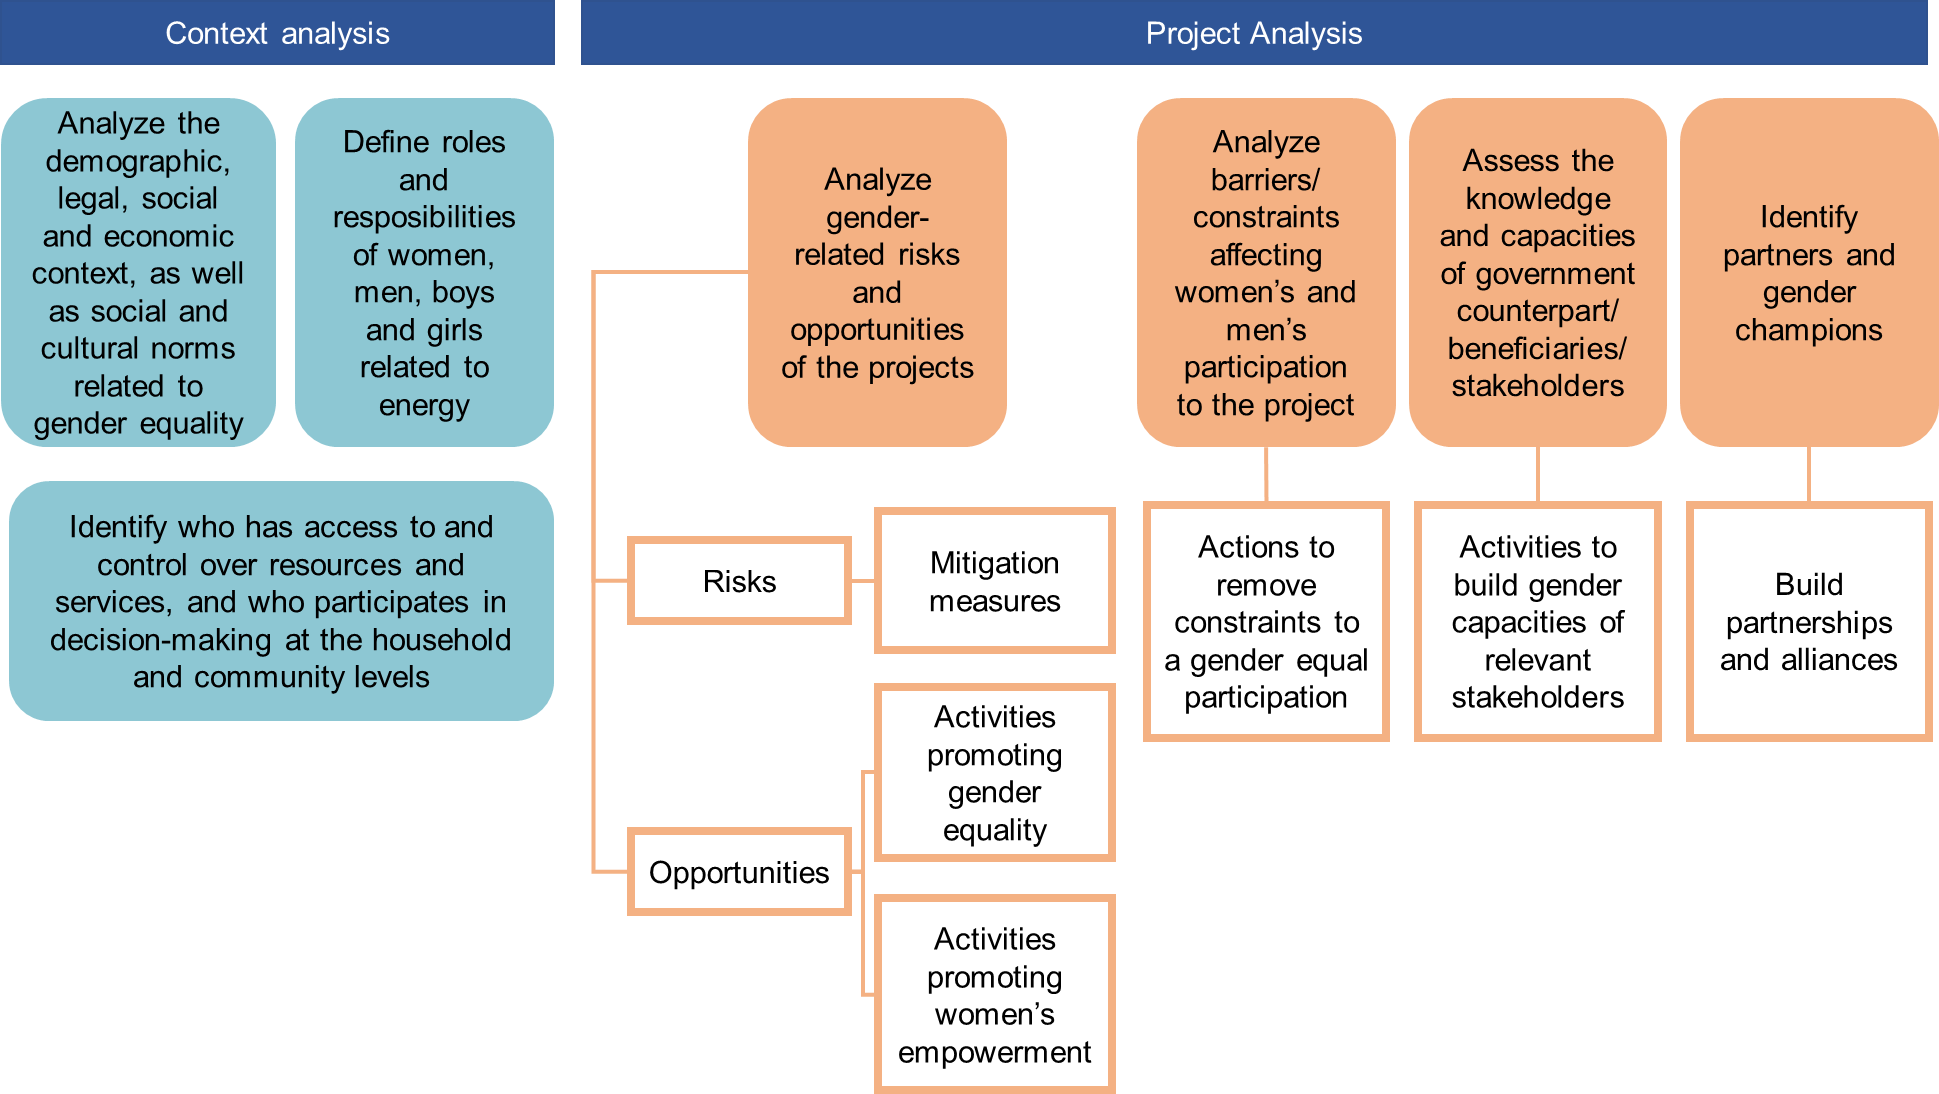 Context analysis
Project Analysis
Analyze the
demographic,
legal, social
and economic
context, as well
as social and
cultural norms
related to
gender equality
Define roles
and
resposibilities
of women,
men, boys
and girls
related to
energy
Identify who has access to and
control over resources and
services, and who participates in
decision-making at the household
and community levels
Analyze
gender-
related risks
and
opportunities
of the projects
Risks
Mitigation
measures
Opportunities
Activities
promoting
gender
equality
Activities
promoting
women’s
empowerment
Analyze
barriers/
constraints
affecting
women’s and
men’s
participation
to the project
Actions to
remove
constraints to
a gender equal
participation
Assess the
knowledge
and capacities
of government
counterpart/
beneficiaries/
stakeholders
Activities to
build gender
capacities of
relevant
stakeholders
Identify
partners and
gender
champions
Build
partnerships
and alliances